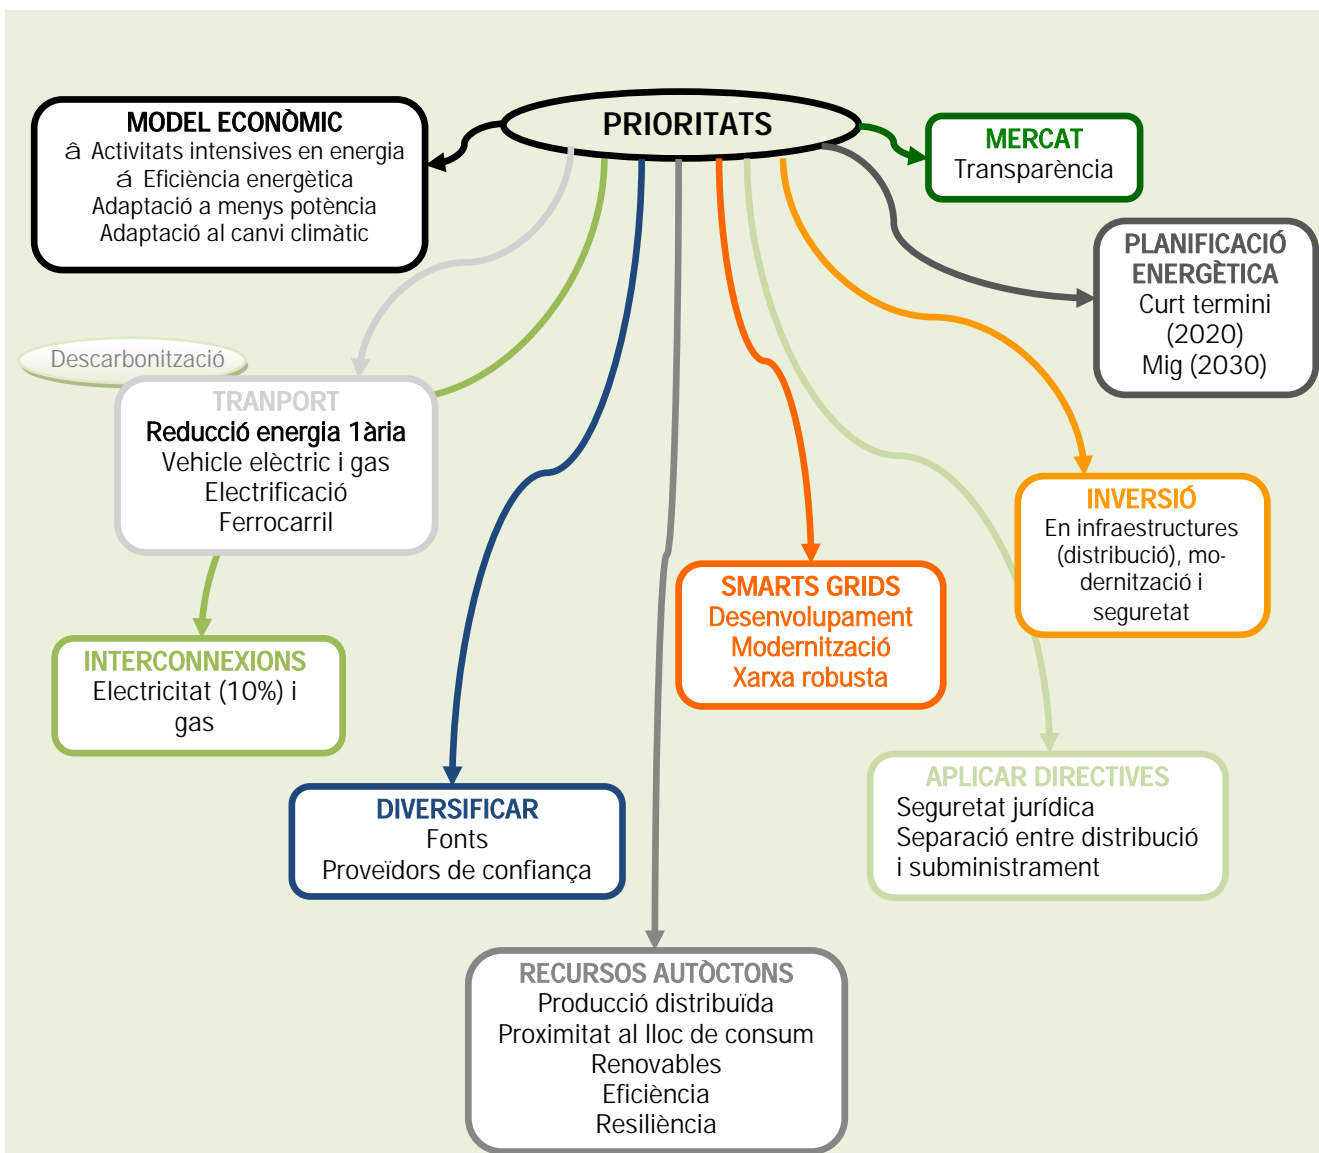 PRIORITATS
MODEL ECONÒMIC
â Activitats intensives en energia
á Eficiència energètica
Adaptació a menys potència
Adaptació al canvi climàtic
MERCAT
Transparència
PLANIFICACIÓ
ENERGÈTICA
Curt termini
(2020)
Mig (2030)
Descarbonització
TRANPORT
Reducció energia 1ària
Vehicle elèctric i gas
Electrificació
Ferrocarril
INVERSIÓ
En infraestructures
(distribució), mo-
dernització i
seguretat
SMARTS GRIDS
Desenvolupament
Modernització
Xarxa robusta
INTERCONNEXIONS
Electricitat (10%) i
gas
DIVERSIFICAR
Fonts
Proveïdors de confiança
APLICAR DIRECTIVES
Seguretat jurídica
Separació entre distribució
i subministrament
RECURSOS AUTÒCTONS
Producció distribuïda
Proximitat al lloc de consum
Renovables
Eficiència
Resiliència